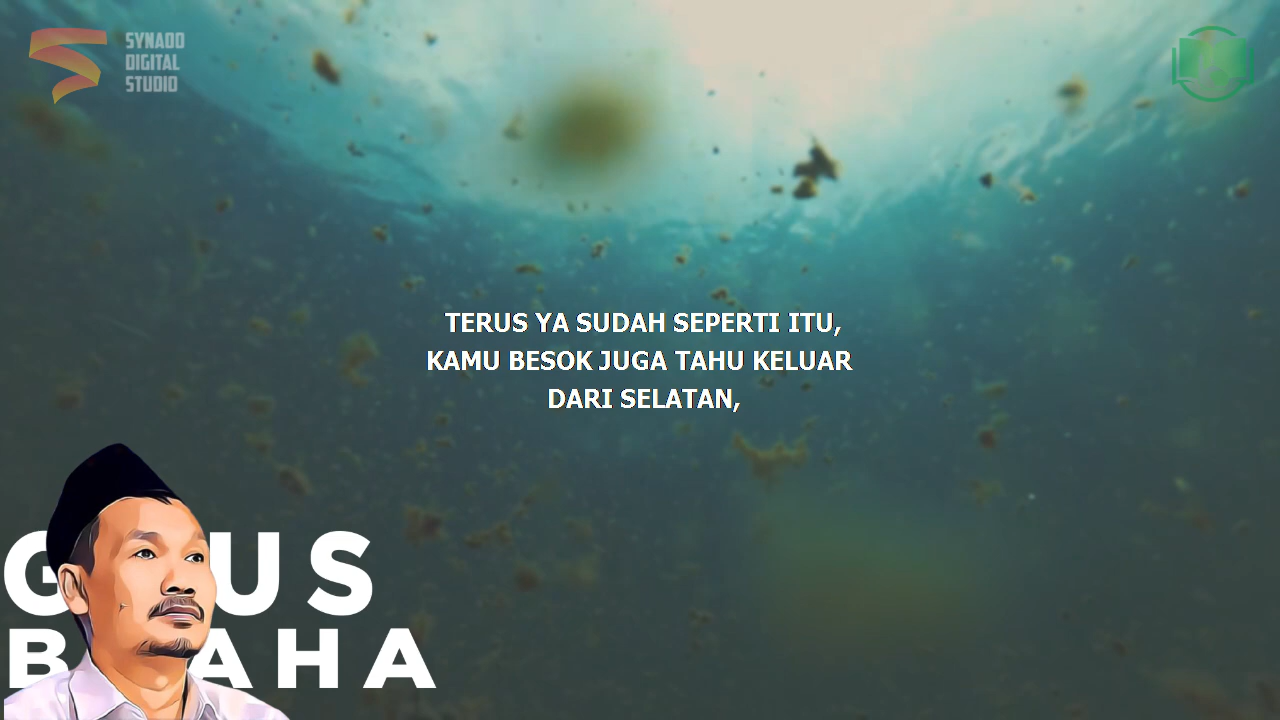 SYNADO
DIGITAL
STUDIO
TERUS YA SUDAH SEPERTI ITU,
KAMU BESOK JUGA TAHU KELUAR
DARI SELATAN,
GUS
BAHA